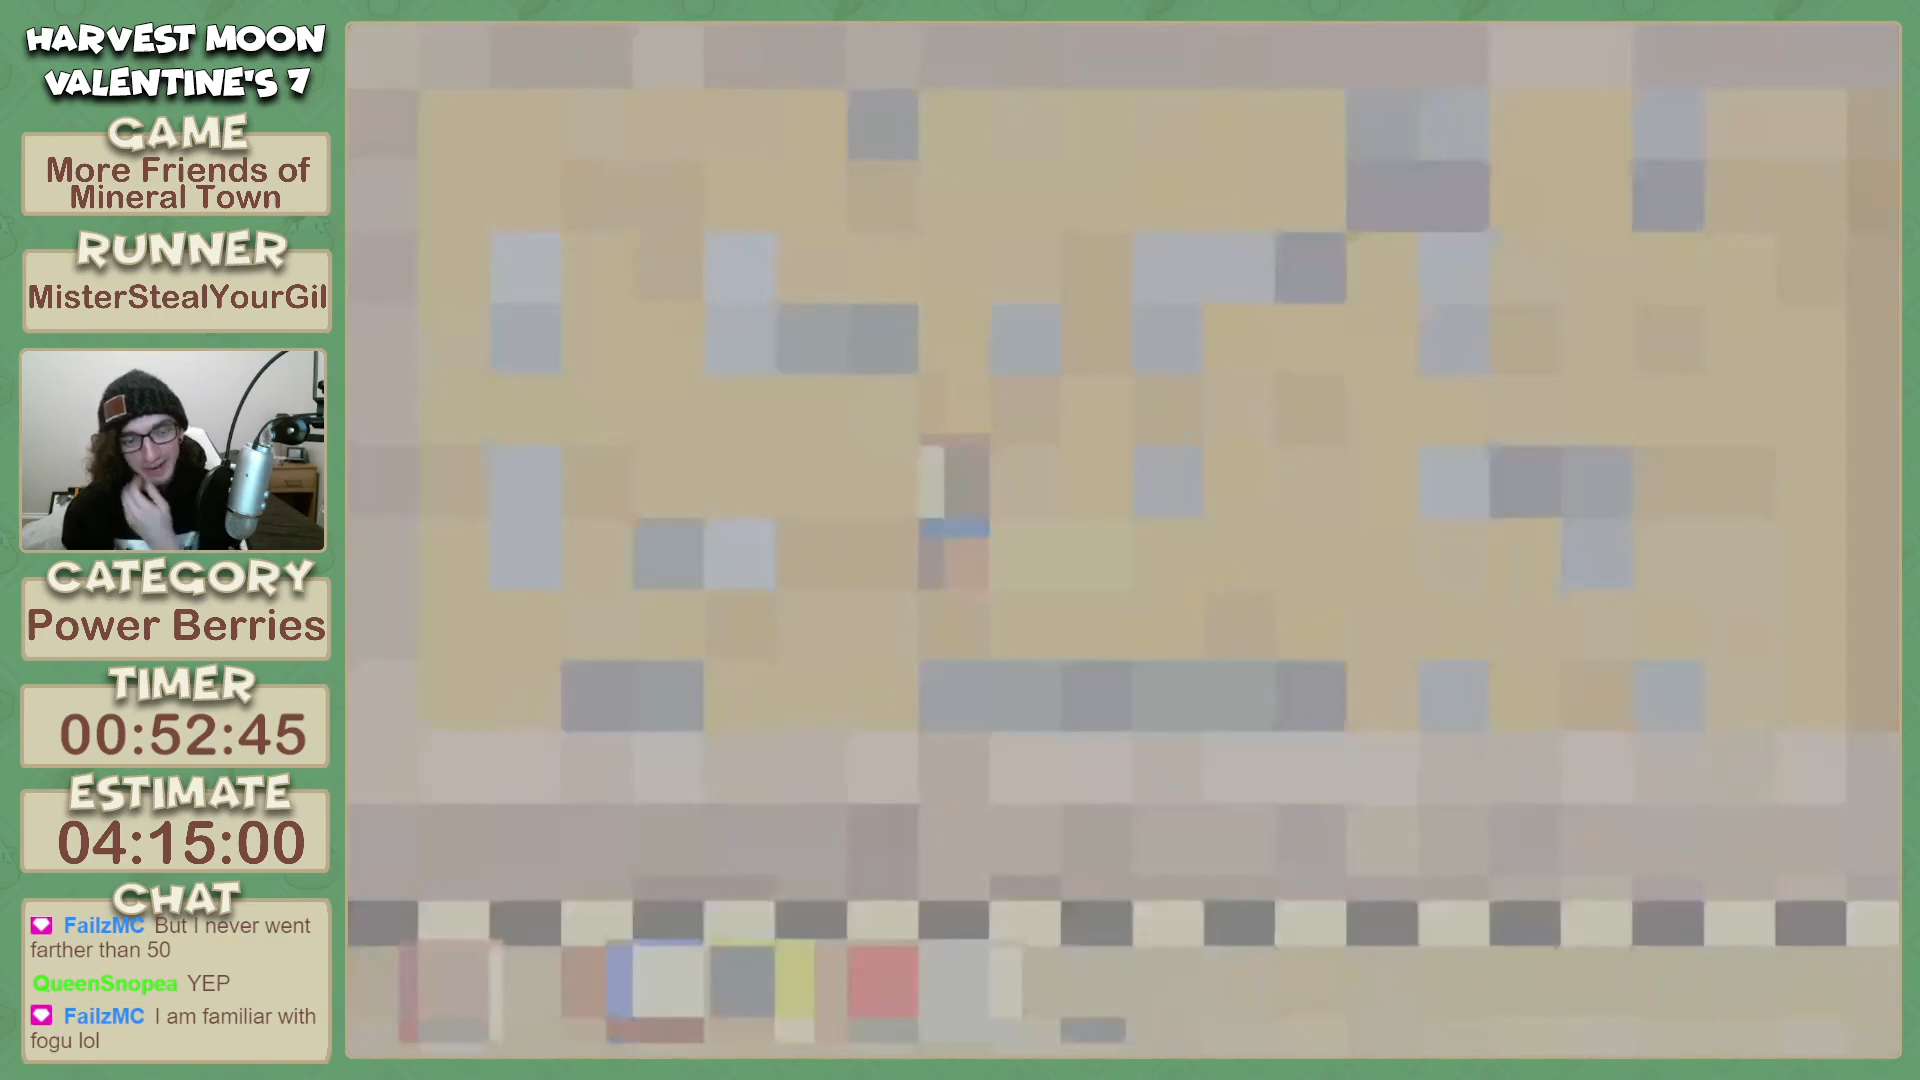 HARVEST MOON
VALENTINE'S 7
GAME
More Friends of
Mineral Town
RUNNER
MisterStealYourGil
CATEGORY
Power Berries
TIMER
00:52:45
ESTIMATE
04:15:00
CHAT
FailzMC But I never went
farther than 50
QueenSnopea YEP
FailzMC I am familiar with
fogu lol